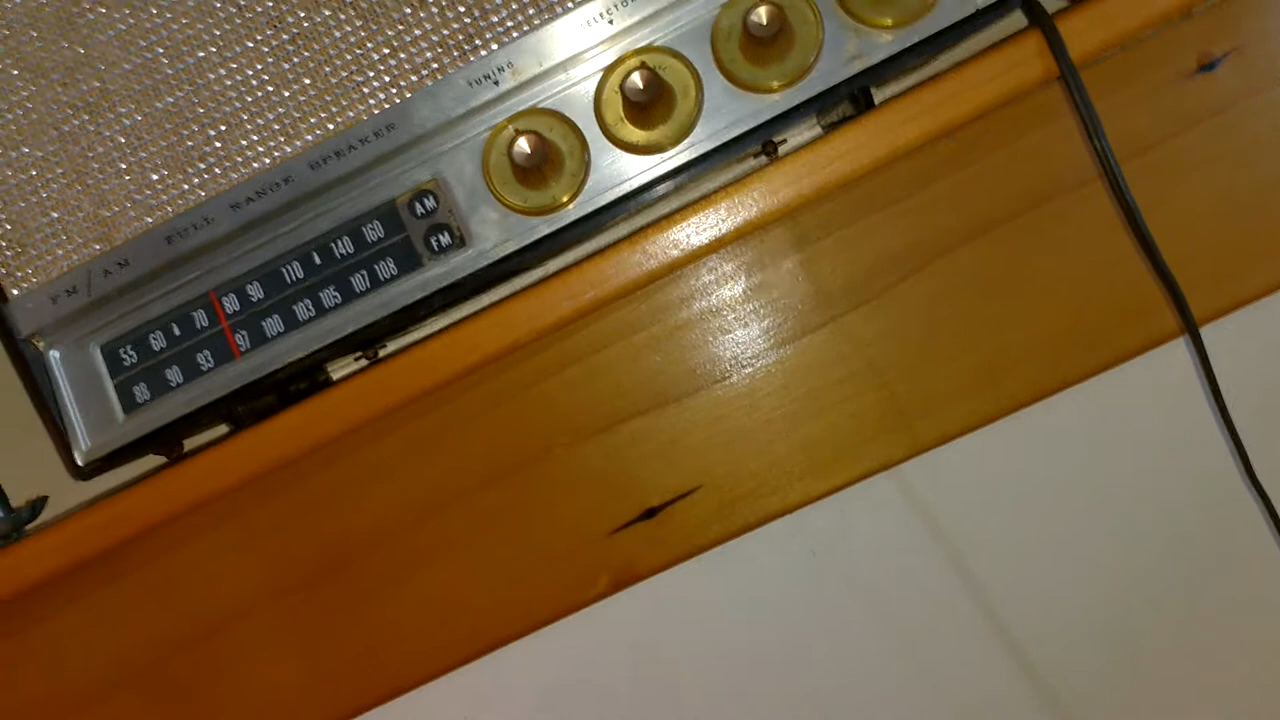 SELECTOR
TUNING
FM/AM FULL RANGE SPEAKER
55 60 70 80 90 110 140 160 AM
88 90 93 97 100 103 105 107 108 FM